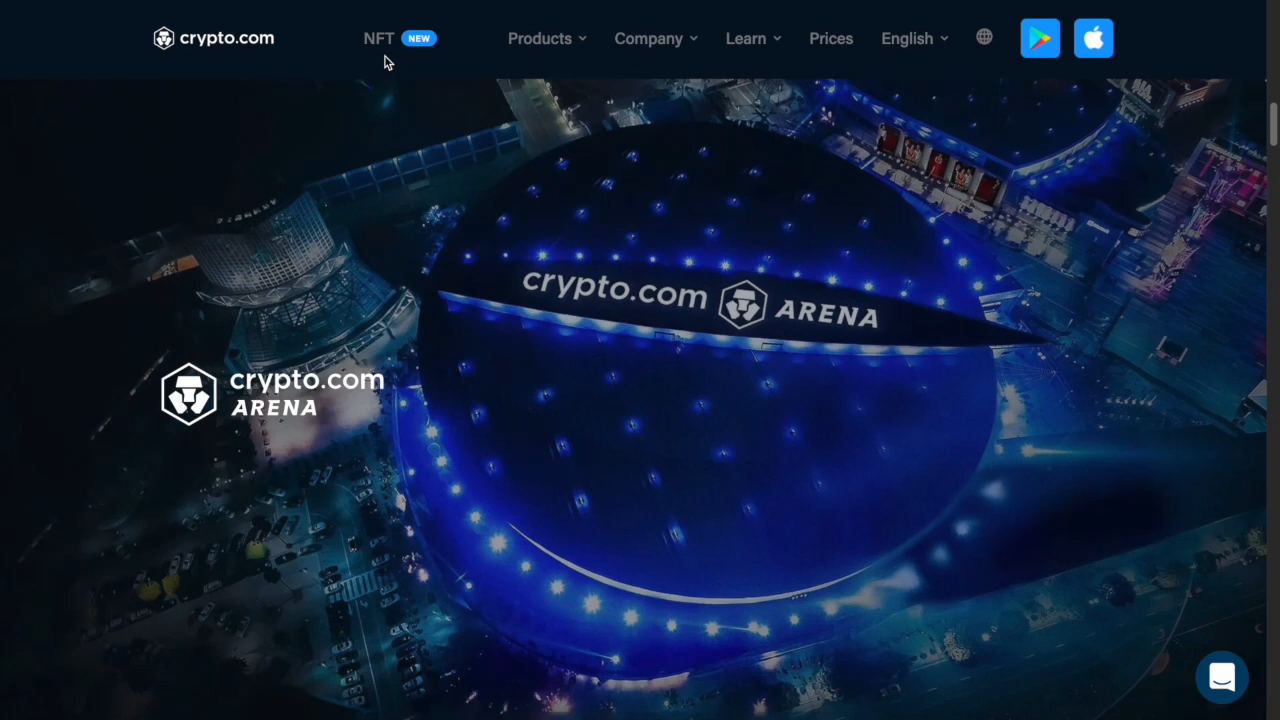 crypto.com
NFT NEW
Products
Company
Learn
Prices
English
crypto.com ARENA
crypto.com
ARENA